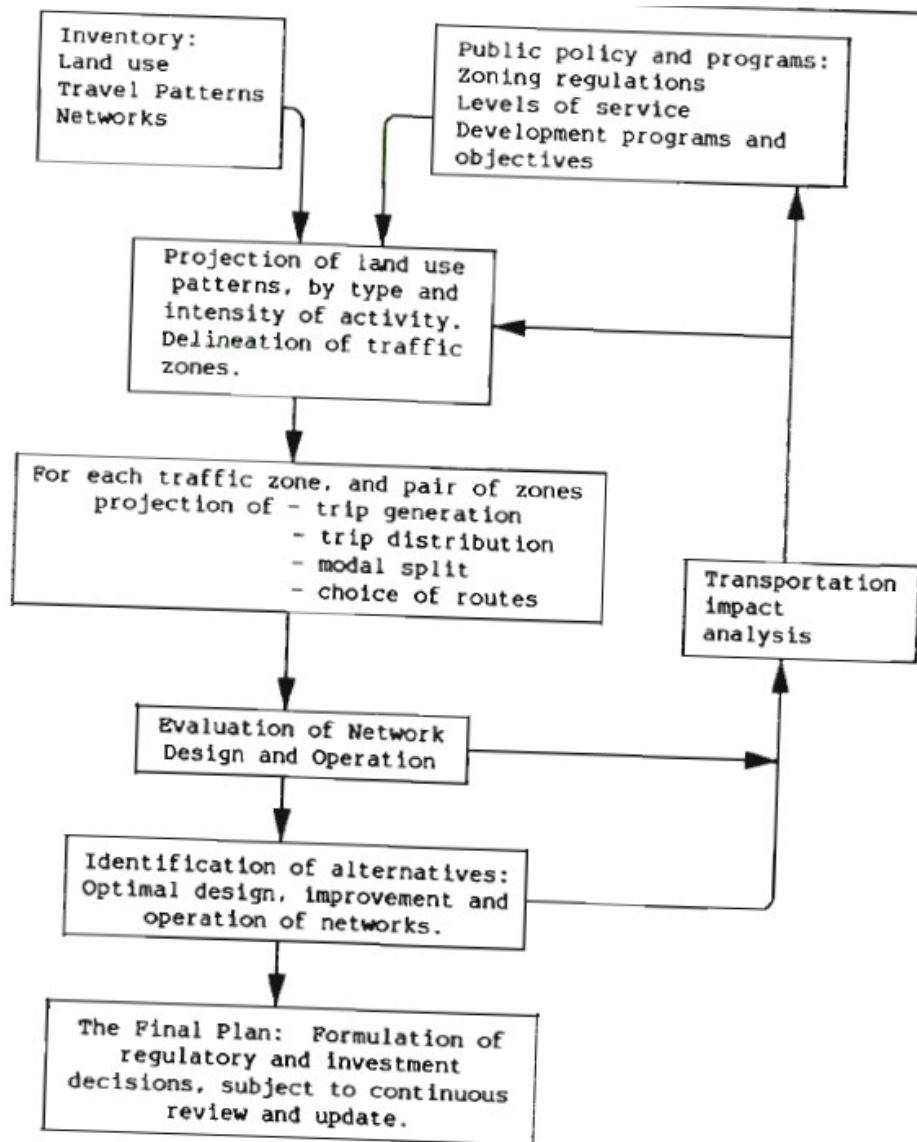 Inventory:
Land use
Travel Patterns
Networks
Public policy and programs:
Zoning regulations
Levels of service
Development programs and
objectives
Projection of land use
patterns, by type and
intensity of activity.
Delineation of traffic
zones.
For each traffic zone, and pair of zones
projection of - trip generation
- trip distribution
- modal split
- choice of routes
Transportation
impact
analysis
Evaluation of Network
Design and Operation
Identification of alternatives:
Optimal design, improvement and
operation of networks.
The Final Plan: Formulation of
regulatory and investment
decisions, subject to continuous
review and update.